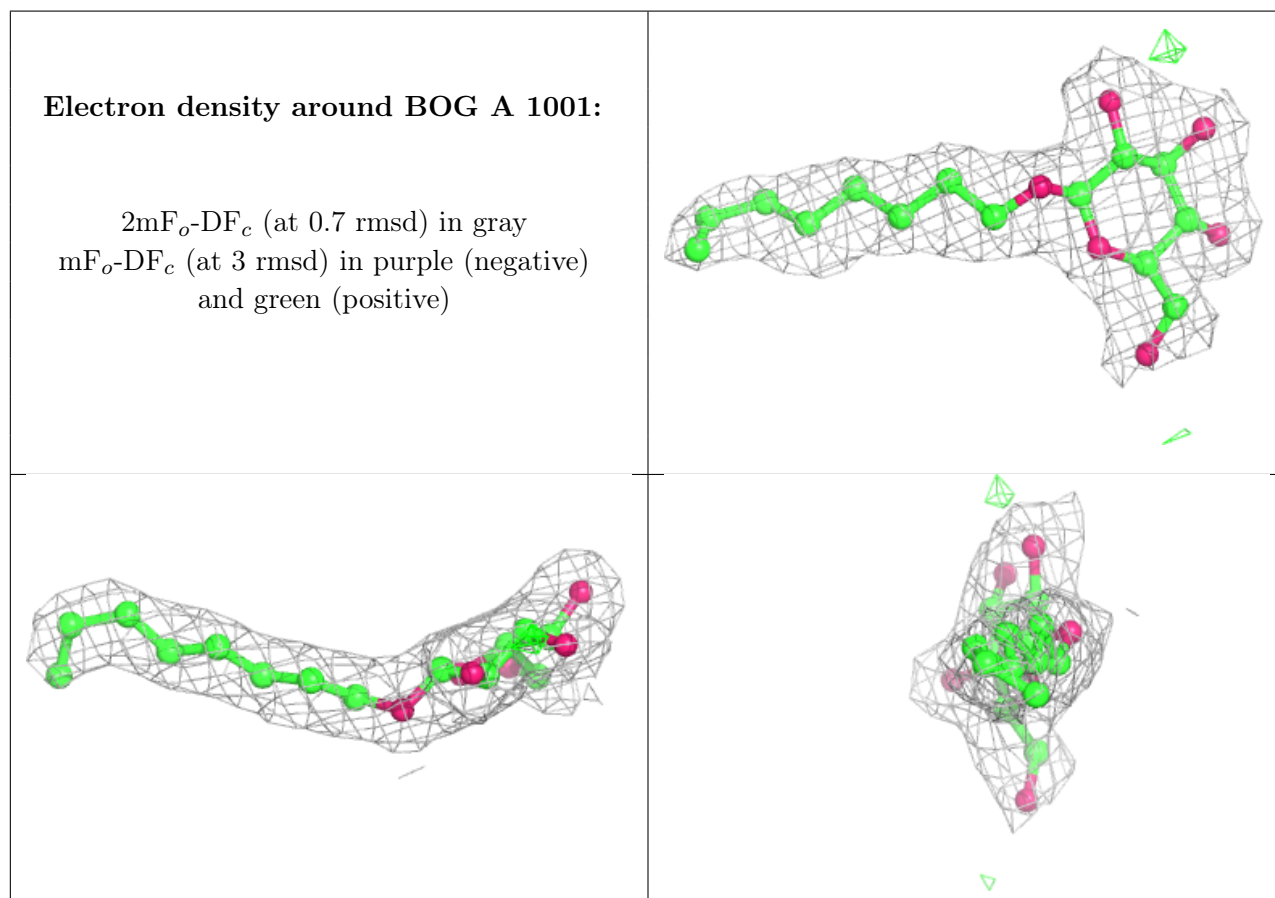 Electron density around BOG A 1001:
2mFₒ-DF𝑐 (at 0.7 rmsd) in gray
mFₒ-DF𝑐 (at 3 rmsd) in purple (negative)
and green (positive)